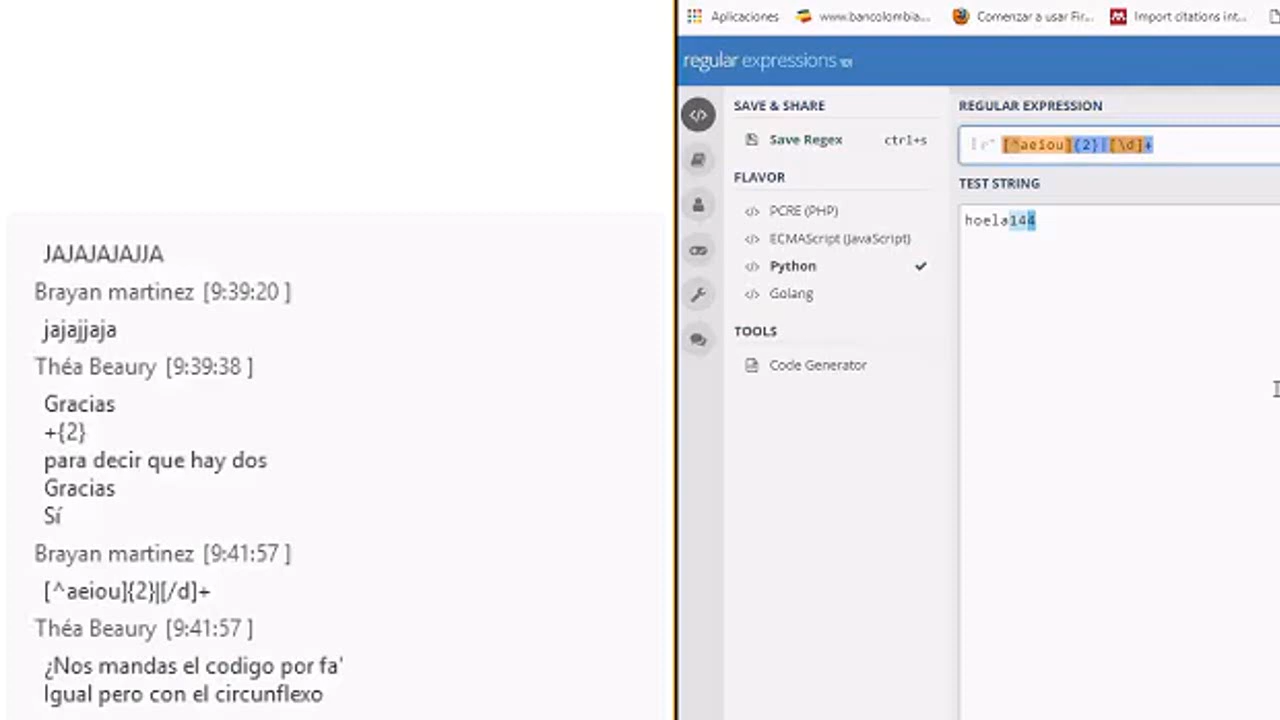 JAJAJAJAJJA
Brayan martinez [9:39:20 ]
jajajjaja
Théa Beaury [9:39:38 ]
Gracias
+{2}
para decir que hay dos
Gracias
Sí
Brayan martinez [9:41:57 ]
[^aeiou]{2}|[/d]+
Théa Beaury [9:41:57 ]
¿Nos mandas el codigo por fa'
Igual pero con el circunflexo
Aplicaciones
www.bancolombia...
Comenzar a usar Fir...
Import citations int...
regular expressions 101
SAVE & SHARE
Save Regex ctrl+s
FLAVOR
PCRE (PHP)
ECMAScript (JavaScript)
Python
Golang
TOOLS
Code Generator
REGULAR EXPRESSION
r" [^aeiou]{2}|[\d]+
TEST STRING
hoela144